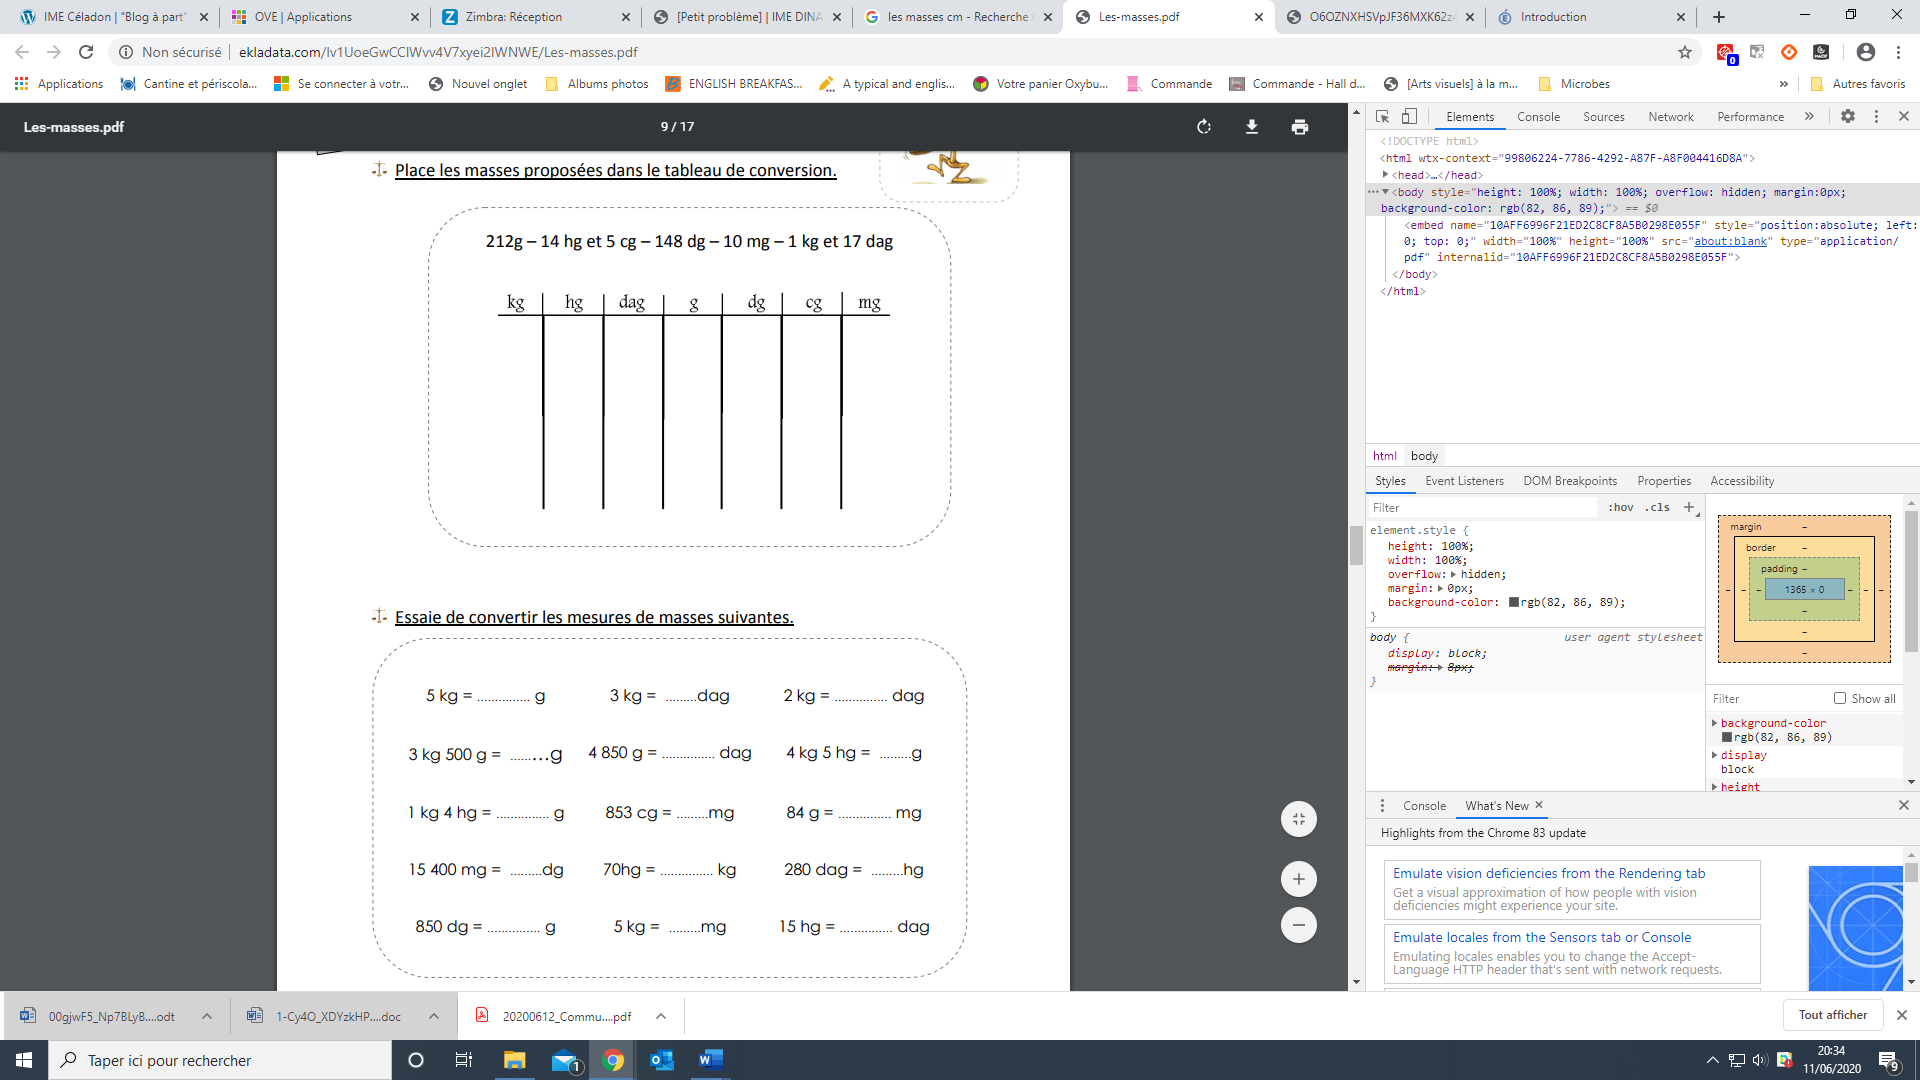 IME Céladon | "Blog à part"
OVE | Applications
Zimbra: Réception
[Petit problème] | IME DINA
les masses cm - Recherche
Les-masses.pdf
O6OZNXHSVpJF36MXK62z
Introduction
Non sécurisé | ekladata.com/lv1UoeGwCClWvv4V7xyei2lWNWE/Les-masses.pdf
Applications
Cantine et périscola...
Se connecter à votr...
Nouvel onglet
Albums photos
ENGLISH BREAKFAS...
A typical and englis...
Votre panier Oxybu...
Commande
Commande - Hall d...
[Arts visuels] à la m...
Microbes
»
Autres favoris
Les-masses.pdf
9 / 17
Place les masses proposées dans le tableau de conversion.
212g – 14 hg et 5 cg – 148 dg – 10 mg – 1 kg et 17 dag
kg hg dag g dg cg mg
Essaie de convertir les mesures de masses suivantes.
5 kg = ............... g 3 kg = .........dag 2 kg = ............... dag
3 kg 500 g = .........g 4 850 g = ............... dag 4 kg 5 hg = .........g
1 kg 4 hg = ............... g 853 cg = .........mg 84 g = ............... mg
15 400 mg = .........dg 70hg = ............... kg 280 dag = .........hg
850 dg = ............... g 5 kg = .........mg 15 hg = ............... dag
Elements Console Sources Network Performance »
<!DOCTYPE html>
<html wtx-context="99806224-7786-4292-A87F-A8F004416D8A">
<head>…</head>
<body style="height: 100%; width: 100%; overflow: hidden; margin:0px;
background-color: rgb(82, 86, 89);"> == $0
<embed name="10AFF6996F21ED2C8CF8A5B0298E055F" style="position:absolute; left:
0; top: 0;" width="100%" height="100%" src="about:blank" type="application/
pdf" internalid="10AFF6996F21ED2C8CF8A5B0298E055F">
</body>
</html>
html body
Styles Event Listeners DOM Breakpoints Properties Accessibility
Filter :hov .cls +
element.style {
height: 100%;
width: 100%;
overflow: hidden;
margin: 0px;
background-color: rgb(82, 86, 89);
}
body { user agent stylesheet
display: block;
margin: 8px;
}
margin –
border –
padding –
– – – 1365 × 0 – – –
–
–
–
Filter Show all
background-color
rgb(82, 86, 89)
display
block
height
Console What's New
Highlights from the Chrome 83 update
Emulate vision deficiencies from the Rendering tab
Get a visual approximation of how people with vision
deficiencies might experience your site.
Emulate locales from the Sensors tab or Console
Emulating locales enables you to change the Accept-
Language HTTP header that's sent with network requests.
00gjwF5_Np7BLyB....odt
1-Cy4O_XDYzkHP....doc
20200612_Commu....pdf
Tout afficher
Taper ici pour rechercher
20:34
11/06/2020